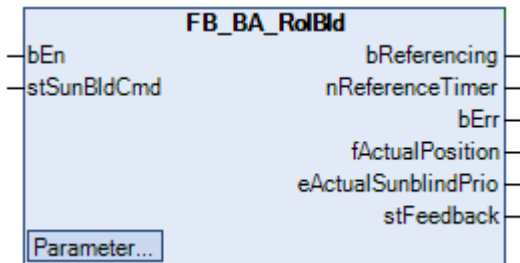 FB_BA_RolBld
bEn
bReferencing
stSunBldCmd
nReferenceTimer
bErr
fActualPosition
eActualSunblindPrio
stFeedback
Parameter...